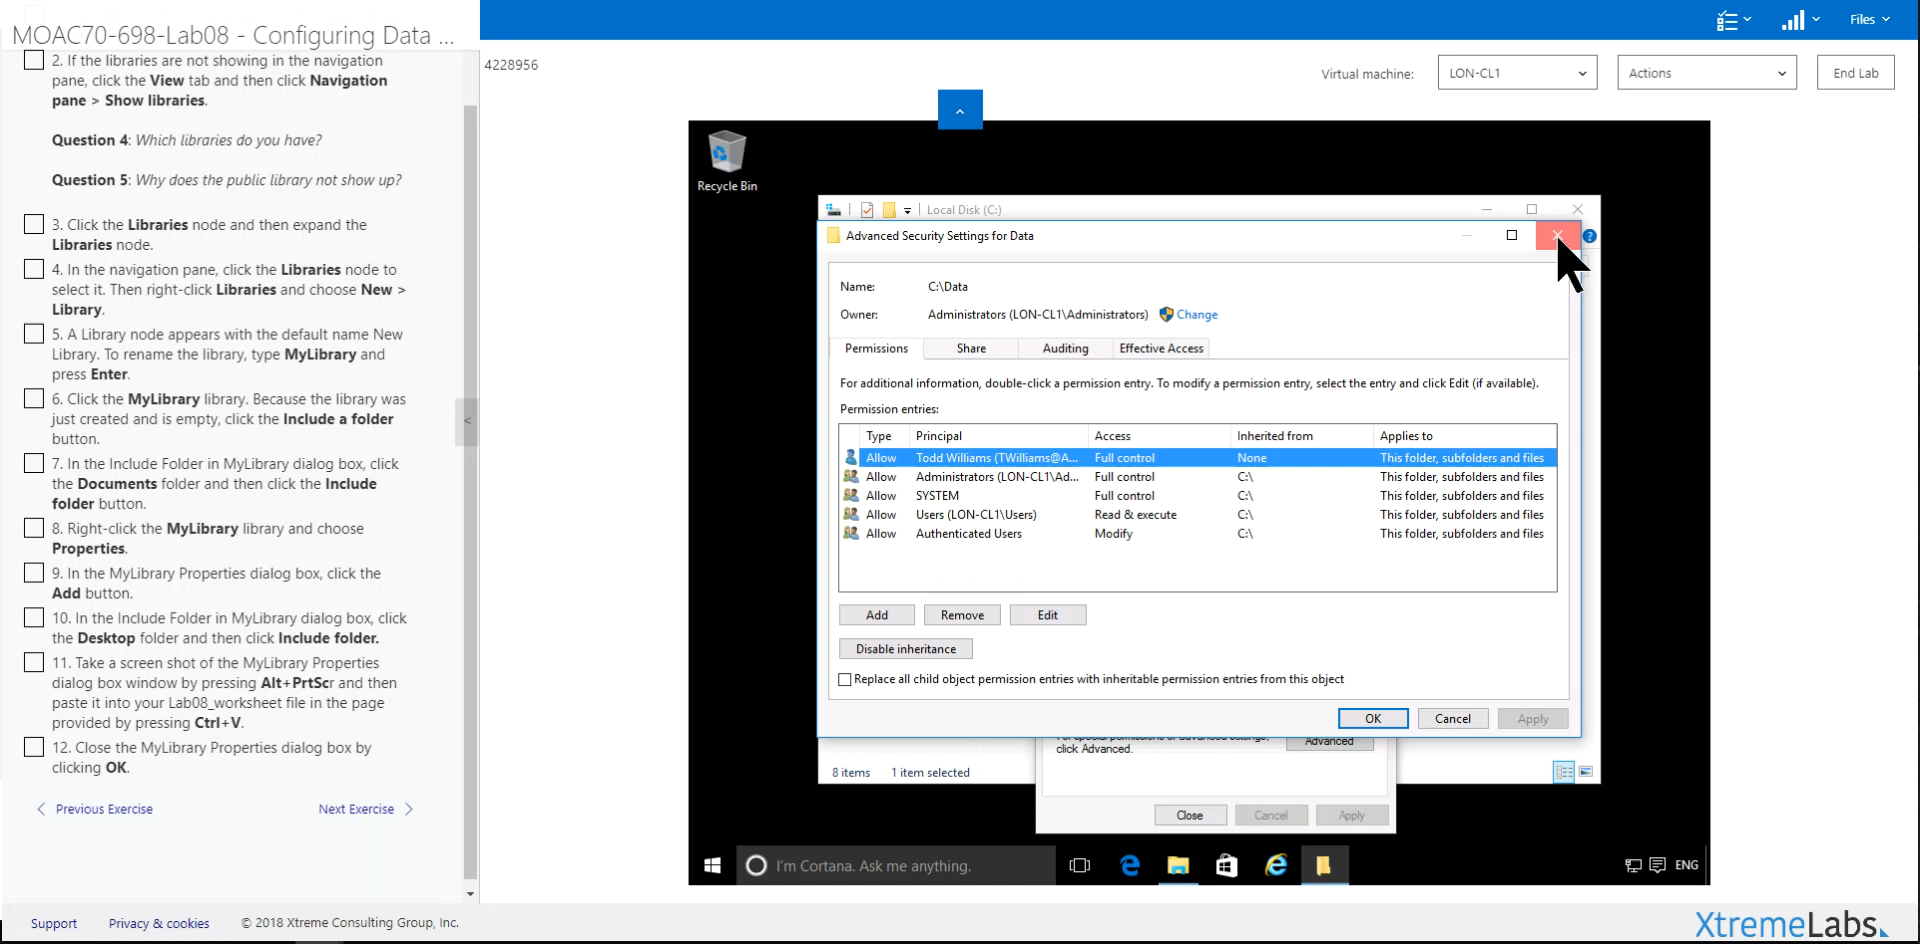 MOAC70-698-Lab08 - Configuring Data ...
2. If the libraries are not showing in the navigation
pane, click the View tab and then click Navigation
pane > Show libraries.
Question 4: Which libraries do you have?
Question 5: Why does the public library not show up?
3. Click the Libraries node and then expand the
Libraries node.
4. In the navigation pane, click the Libraries node to
select it. Then right-click Libraries and choose New >
Library.
5. A Library node appears with the default name New
Library. To rename the library, type MyLibrary and
press Enter.
6. Click the MyLibrary library. Because the library was
just created and is empty, click the Include a folder
button.
7. In the Include Folder in MyLibrary dialog box, click
the Documents folder and then click the Include
folder button.
8. Right-click the MyLibrary library and choose
Properties.
9. In the MyLibrary Properties dialog box, click the
Add button.
10. In the Include Folder in MyLibrary dialog box, click
the Desktop folder and then click Include folder.
11. Take a screen shot of the MyLibrary Properties
dialog box window by pressing Alt+PrtScr and then
paste it into your Lab08_worksheet file in the page
provided by pressing Ctrl+V.
12. Close the MyLibrary Properties dialog box by
clicking OK.
< Previous Exercise Next Exercise >
<
Files
4228956
Virtual machine: LON-CL1 Actions End Lab
Recycle Bin
Local Disk (C:)
Advanced Security Settings for Data
Name: C:\Data
Owner: Administrators (LON-CL1\Administrators) Change
Permissions Share Auditing Effective Access
For additional information, double-click a permission entry. To modify a permission entry, select the entry and click Edit (if available).
Permission entries:
Type Principal Access Inherited from Applies to
Allow Todd Williams (TWilliams@A... Full control None This folder, subfolders and files
Allow Administrators (LON-CL1\Ad... Full control C:\ This folder, subfolders and files
Allow SYSTEM Full control C:\ This folder, subfolders and files
Allow Users (LON-CL1\Users) Read & execute C:\ This folder, subfolders and files
Allow Authenticated Users Modify C:\ This folder, subfolders and files
Add Remove Edit
Disable inheritance
Replace all child object permission entries with inheritable permission entries from this object
OK Cancel Apply
click Advanced. Advanced
8 items 1 item selected
Close Cancel Apply
I'm Cortana. Ask me anything.
ENG
Support Privacy & cookies © 2018 Xtreme Consulting Group, Inc.
XtremeLabs.